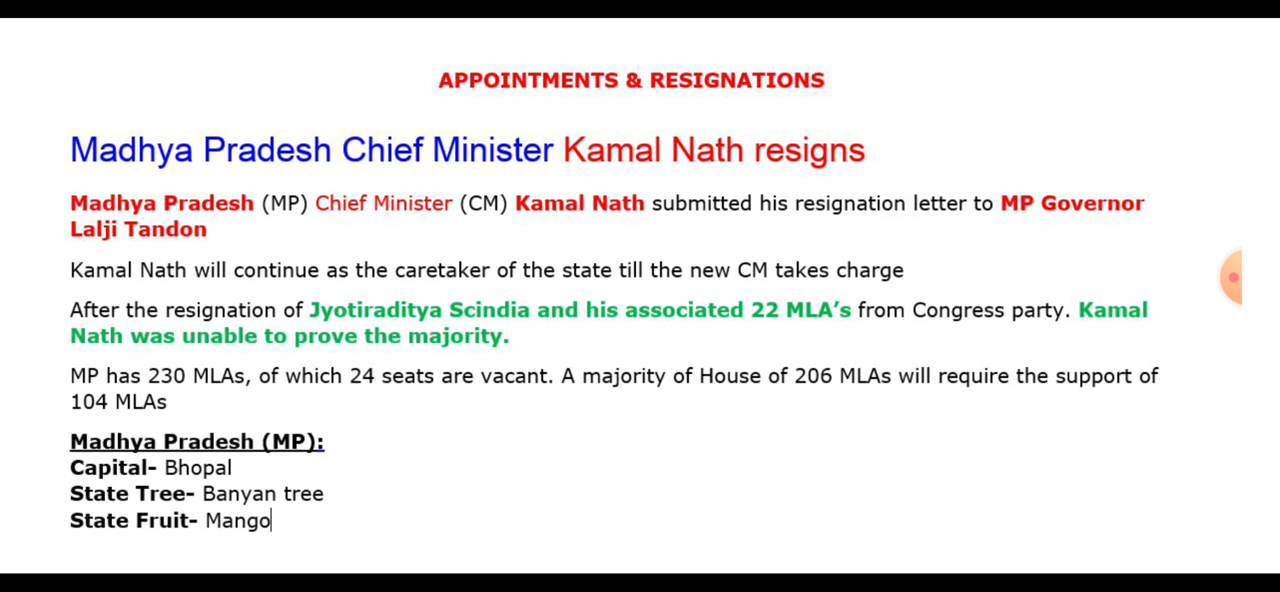 APPOINTMENTS & RESIGNATIONS
Madhya Pradesh Chief Minister Kamal Nath resigns
Madhya Pradesh (MP) Chief Minister (CM) Kamal Nath submitted his resignation letter to MP Governor
Lalji Tandon
Kamal Nath will continue as the caretaker of the state till the new CM takes charge
After the resignation of Jyotiraditya Scindia and his associated 22 MLA’s from Congress party. Kamal
Nath was unable to prove the majority.
MP has 230 MLAs, of which 24 seats are vacant. A majority of House of 206 MLAs will require the support of
104 MLAs
Madhya Pradesh (MP):
Capital- Bhopal
State Tree- Banyan tree
State Fruit- Mango